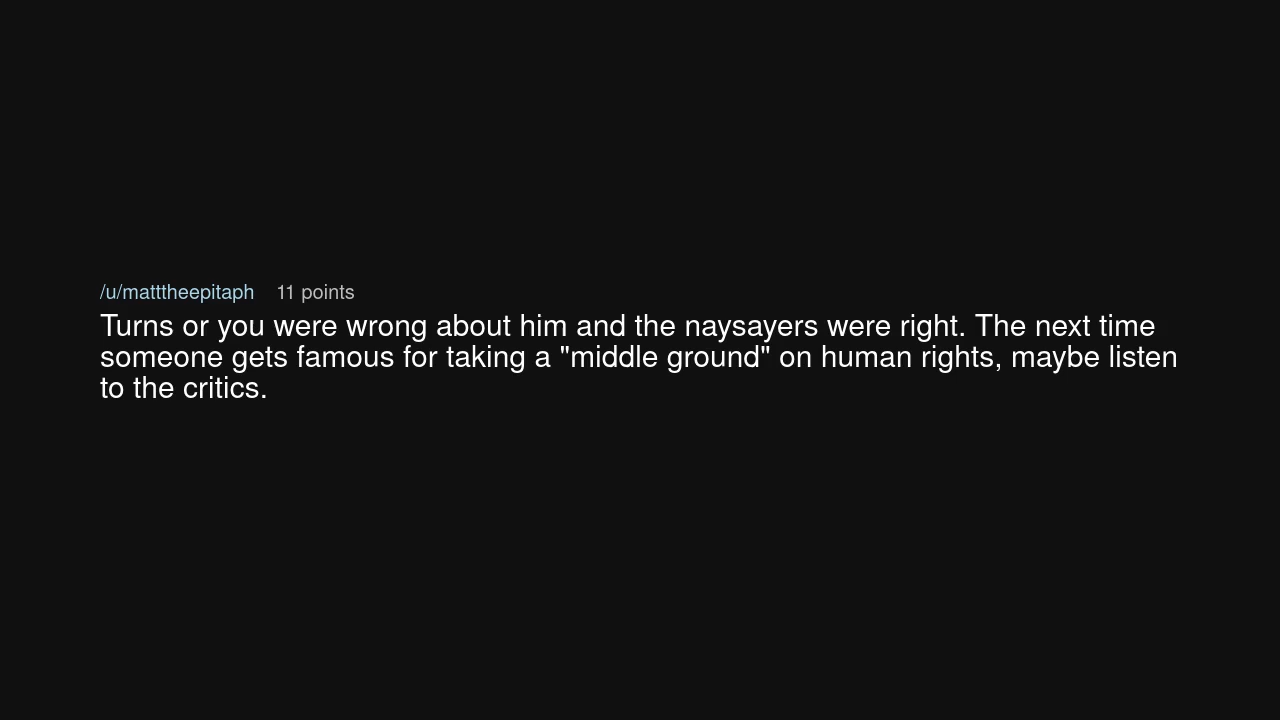 /u/matttheepitaph 11 points
Turns or you were wrong about him and the naysayers were right. The next time
someone gets famous for taking a "middle ground" on human rights, maybe listen
to the critics.